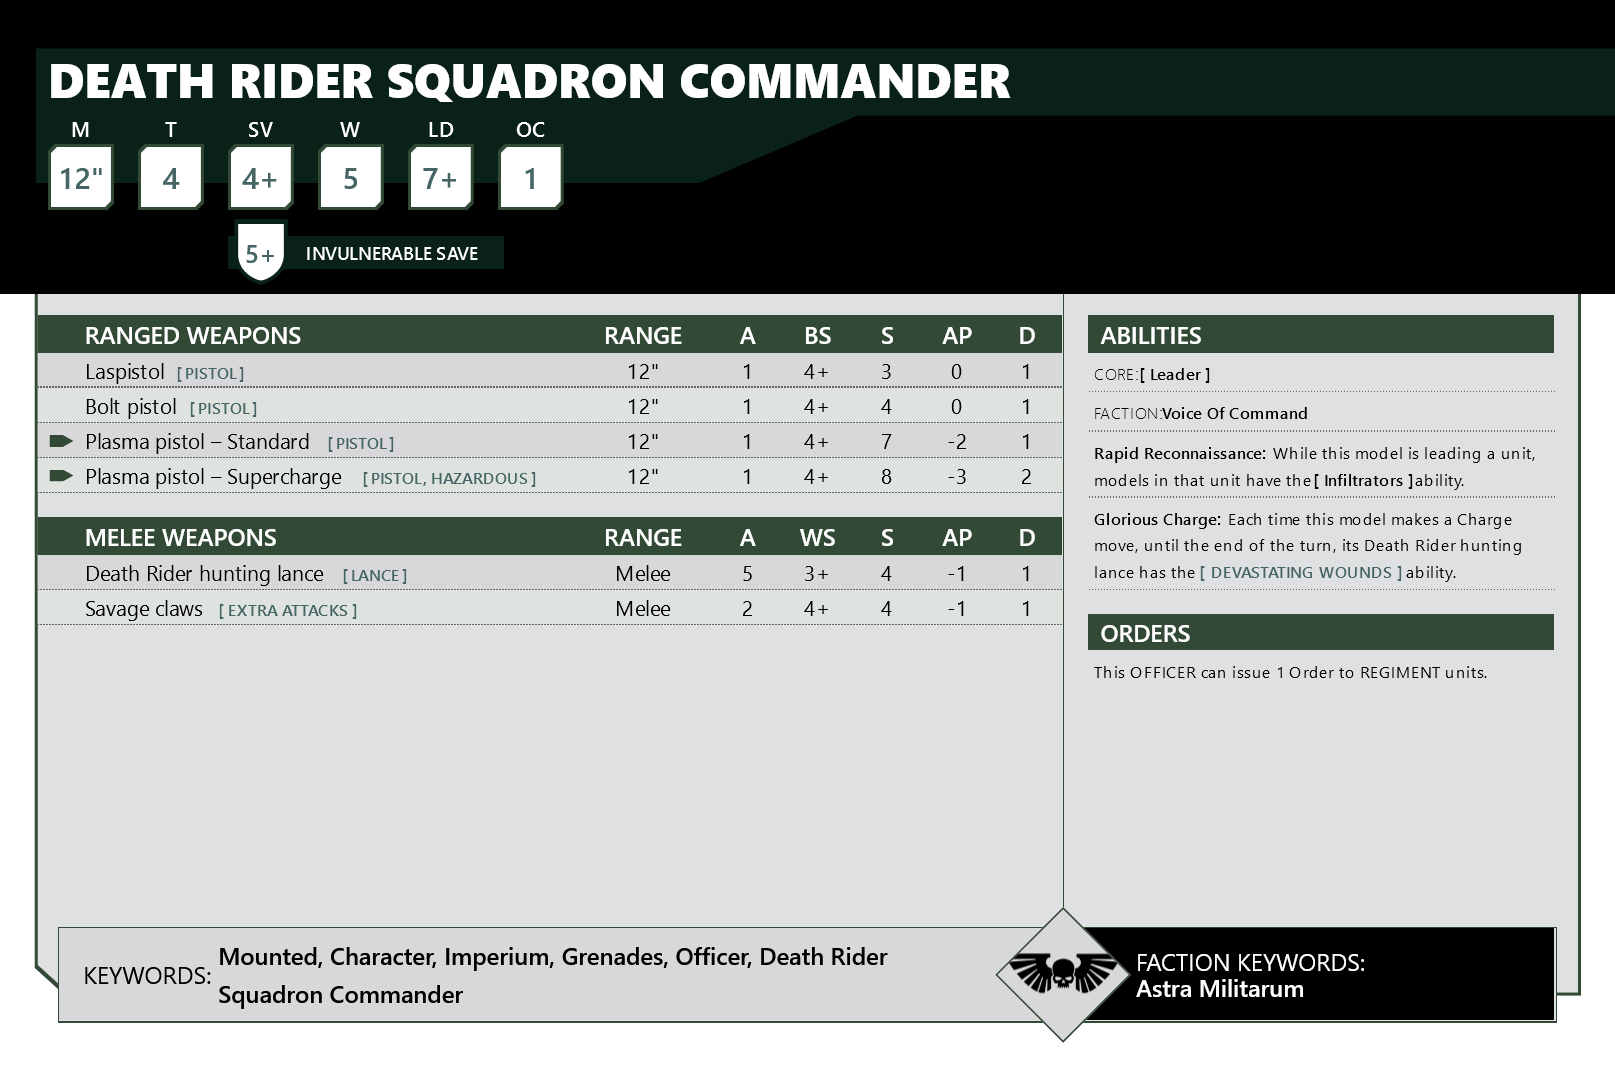 DEATH RIDER SQUADRON COMMANDER
M T SV W LD OC
12" 4 4+ 5 7+ 1
5+ INVULNERABLE SAVE
RANGED WEAPONS RANGE A BS S AP D
Laspistol [PISTOL] 12" 1 4+ 3 0 1
Bolt pistol [PISTOL] 12" 1 4+ 4 0 1
Plasma pistol – Standard [PISTOL] 12" 1 4+ 7 -2 1
Plasma pistol – Supercharge [PISTOL, HAZARDOUS] 12" 1 4+ 8 -3 2
MELEE WEAPONS RANGE A WS S AP D
Death Rider hunting lance [LANCE] Melee 5 3+ 4 -1 1
Savage claws [EXTRA ATTACKS] Melee 2 4+ 4 -1 1
ABILITIES
CORE:[ Leader ]
FACTION:Voice Of Command
Rapid Reconnaissance: While this model is leading a unit,
models in that unit have the[ Infiltrators ]ability.
Glorious Charge: Each time this model makes a Charge
move, until the end of the turn, its Death Rider hunting
lance has the [ DEVASTATING WOUNDS ] ability.
ORDERS
This OFFICER can issue 1 Order to REGIMENT units.
KEYWORDS: Mounted, Character, Imperium, Grenades, Officer, Death Rider
Squadron Commander
FACTION KEYWORDS:
Astra Militarum